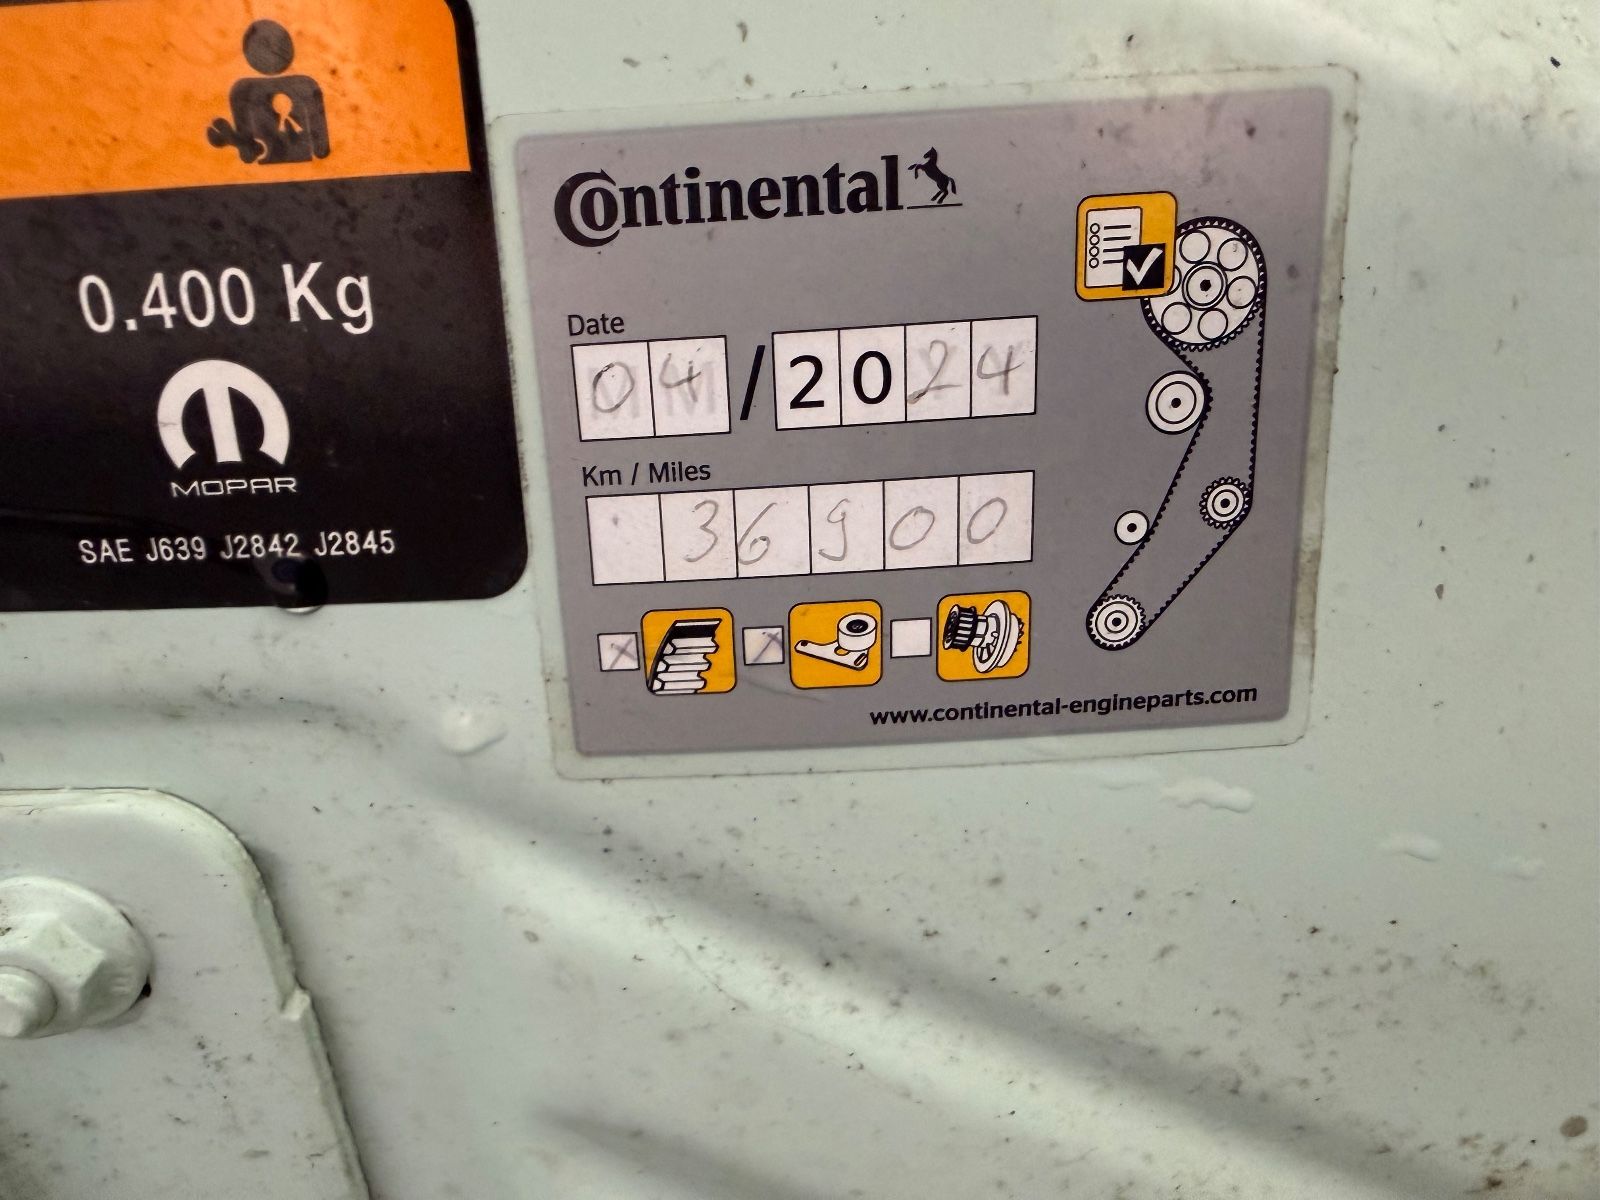 0.400 Kg
MOPAR
SAE J639 J2842 J2845
Continental
Date
04/2024
Km / Miles
36900
x x
www.continental-engineparts.com